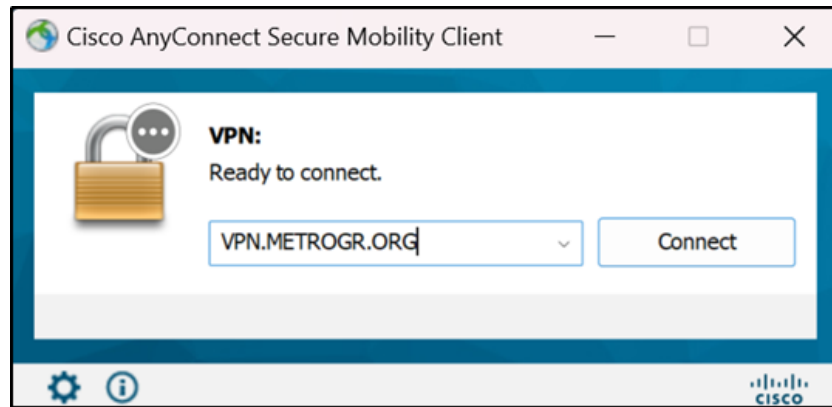 Cisco AnyConnect Secure Mobility Client
VPN:
Ready to connect.
VPN.METROGR.ORG
Connect
CISCO